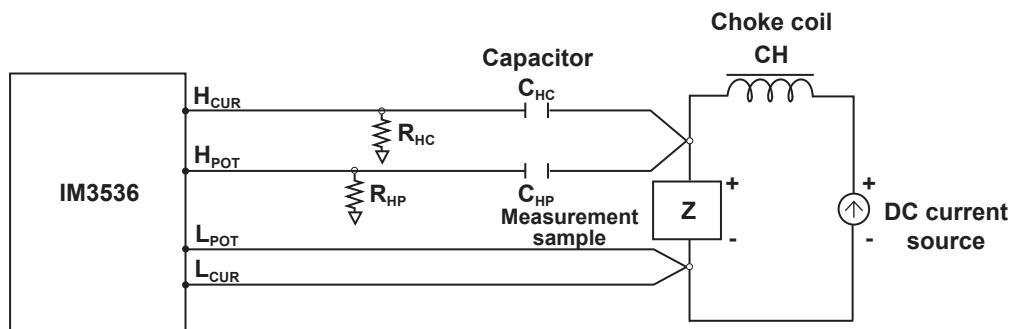 Choke coil
CH
Capacitor
C_HC
H_CUR
R_HC
H_POT
R_HP
C_HP
IM3536
Measurement
sample
Z
+
-
+
-
DC current
source
L_POT
L_CUR